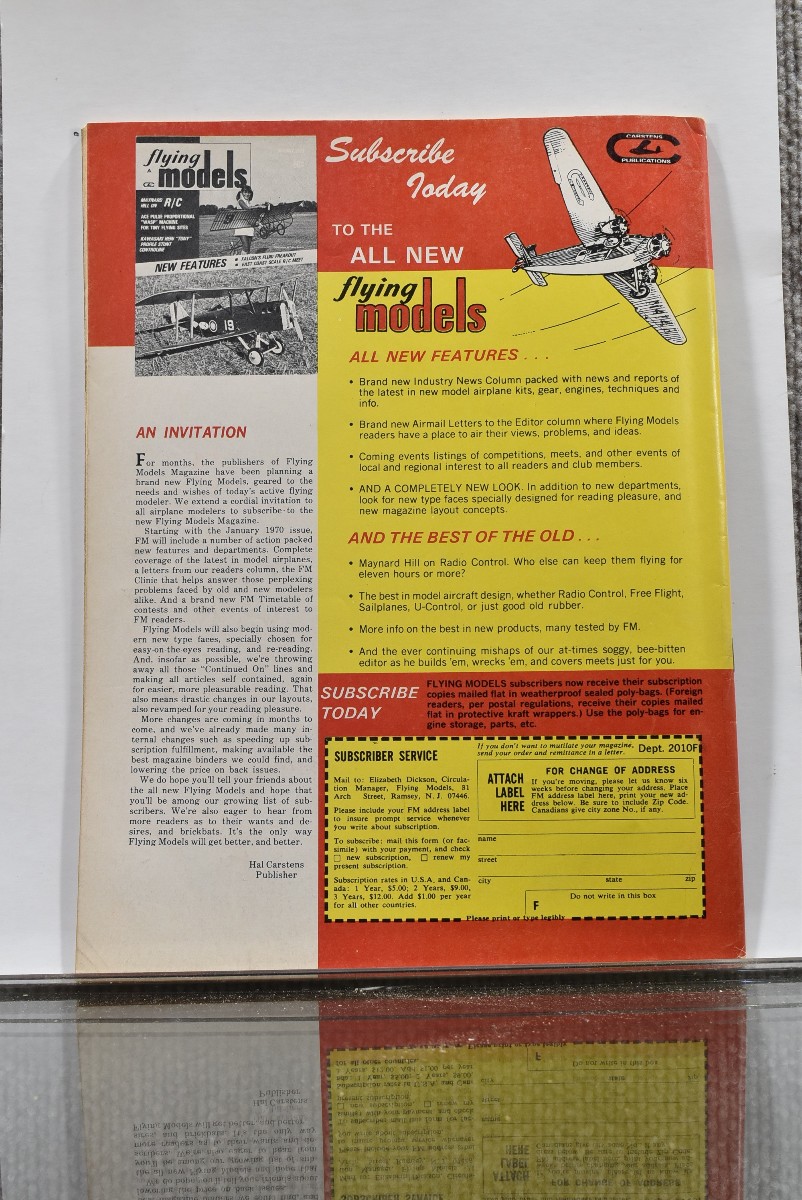 flying
models
MAYNARD
HILL ON R/C
ACE PULSE PROPORTIONAL
"WASP" MACHINE
FOR TINY FLYING SITES
KAWASAKI HEIN "TONY"
PROFILE STUNT
CONTROLINE
NEW FEATURES
• EAST COAST SCALE R/C MEET
19
AN INVITATION
For months, the publishers of Flying
Models Magazine have been planning a
brand new Flying Models, geared to the
needs and wishes of today's active flying
modeler. We extend a cordial invitation to
all airplane modelers to subscribe to the
new Flying Models Magazine.
Starting with the January 1970 issue,
FM will include a number of action packed
new features and departments. Complete
coverage of the latest in model airplanes,
a letters from our readers column, the FM
Clinic that helps answer those perplexing
problems faced by old and new modelers
alike. And a brand new FM Timetable of
contests and other events of interest to
FM readers.
Flying Models will also begin using mod-
ern new type faces, specially chosen for
easy-on-the-eyes reading, and re-reading.
And, insofar as possible, we're throwing
away all those "Continued On" lines and
making all articles self contained, again
for easier, more pleasurable reading. That
also means drastic changes in our layouts,
also revamped for your reading pleasure.
More changes are coming in months to
come, and we've already made many in-
ternal changes such as speeding up sub-
scription fulfillment, making available the
best magazine binders we could find, and
lowering the price on back issues.
We do hope you'll tell your friends about
the all new Flying Models and hope that
you'll be among our growing list of sub-
scribers. We're also eager to hear from
more readers as to their wants and de-
sires, and brickbats. It's the only way
Flying Models will get better, and better.
Hal Carstens
Publisher
Subscribe
Today
TO THE
ALL NEW
CARSTENS
PUBLICATIONS
flying
models
ALL NEW FEATURES . . .
• Brand new Industry News Column packed with news and reports of
the latest in new model airplane kits, gear, engines, techniques and
info.
• Brand new Airmail Letters to the Editor column where Flying Models
readers have a place to air their views, problems, and ideas.
• Coming events listings of competitions, meets, and other events of
local and regional interest to all readers and club members.
• AND A COMPLETELY NEW LOOK. In addition to new departments,
look for new type faces specially designed for reading pleasure, and
new magazine layout concepts.
AND THE BEST OF THE OLD . . .
• Maynard Hill on Radio Control. Who else can keep them flying for
eleven hours or more?
• The best in model aircraft design, whether Radio Control, Free Flight,
Sailplanes, U-Control, or just good old rubber.
• More info on the best in new products, many tested by FM.
• And the ever continuing mishaps of our at-times soggy, bee-bitten
editor as he builds 'em, wrecks 'em, and covers meets just for you.
SUBSCRIBE
TODAY
FLYING MODELS subscribers now receive their subscription
copies mailed flat in weatherproof sealed poly-bags. (Foreign
readers, per postal regulations, receive their copies mailed
flat in protective kraft wrappers.) Use the poly-bags for en-
gine storage, parts, etc.
SUBSCRIBER SERVICE
Mail to: Elizabeth Dickson, Circula-
tion Manager, Flying Models, 81
Arch Street, Ramsey, N. J. 07446.
Please include your FM address label
to insure prompt service whenever
you write about subscription.
To subscribe: mail this form (or fac-
simile) with your payment, and check
☐ new subscription, ☐ renew my
present subscription.
Subscription rates in U.S.A. and Can-
ada: 1 Year, $5.00; 2 Years, $9.00,
3 Years, $12.00. Add $1.00 per year
for all other countries.
If you don't want to mutilate your magazine,
send your order and remittance in a letter.
Dept. 2010F
ATTACH
LABEL
HERE
FOR CHANGE OF ADDRESS
If you're moving, please let us know six
weeks before changing your address. Place
FM address label here, print your new ad-
dress below. Be sure to include Zip Code.
Canadians give city zone No., if any.
name
street
city state zip
Do not write in this box
F
Please print or type legibly